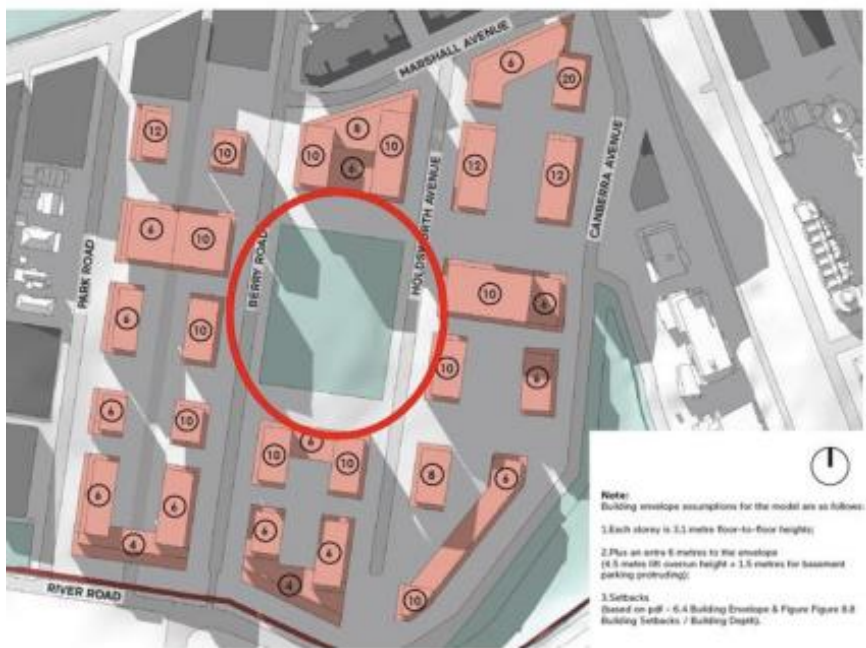 MARSHALL AVENUE
6
20
12
10
8
10
10
6
12
12
HOLDSWORTH AVENUE
CANBERRA AVENUE
PARK ROAD
BERRY ROAD
6
10
10
6
6
10
10
6
6
10
6
10
10
8
6
6
6
6
6
4
4
10
RIVER ROAD
Note:
Building envelope assumptions for the model are as follows:
1.Each storey is 3.1 metre floor-to-floor heights;
2.Plus an extra 6 metres to the envelope
(4.5 metre lift overrun height + 1.5 metres for basement
parking protruding);
3.Setbacks
(based on pdf - 6.4 Building Envelope & Figure Figure 8.8
Building Setbacks / Building Depth).